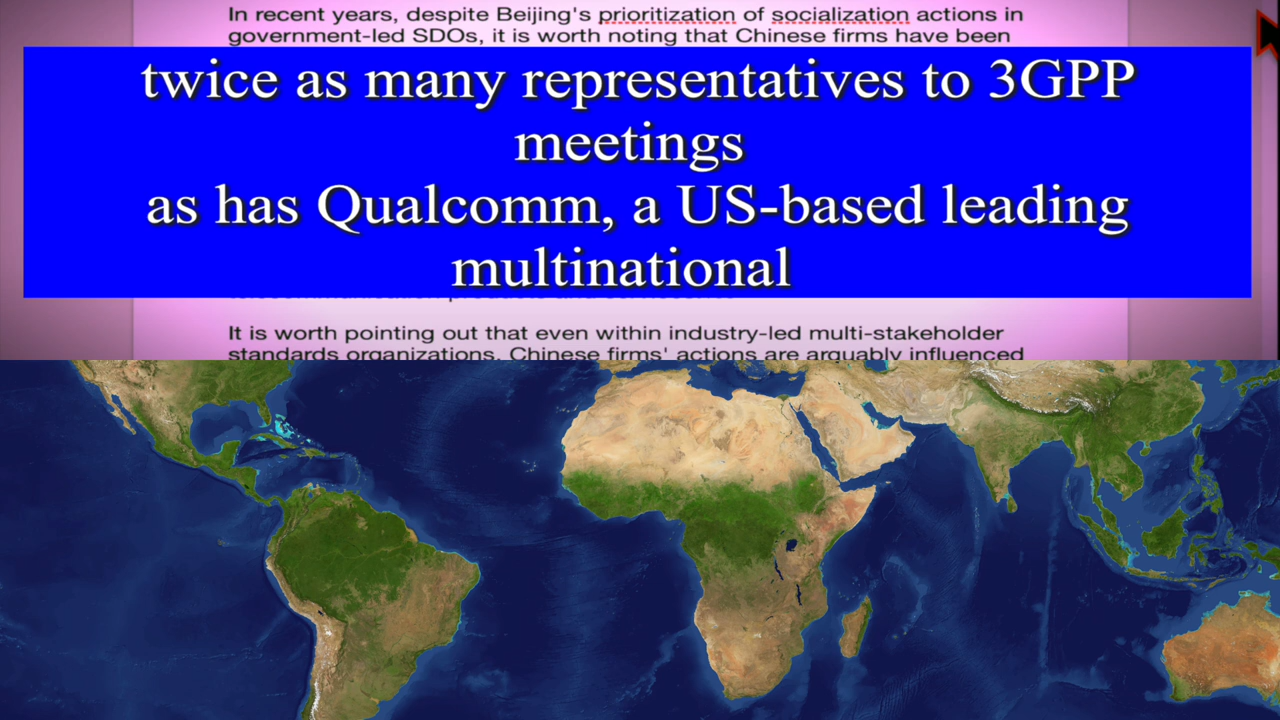 In recent years, despite Beijing's prioritization of socialization actions in
government-led SDOs, it is worth noting that Chinese firms have been
twice as many representatives to 3GPP
meetings
as has Qualcomm, a US-based leading
multinational
It is worth pointing out that even within industry-led multi-stakeholder
standards organizations, Chinese firms' actions are arguably influenced